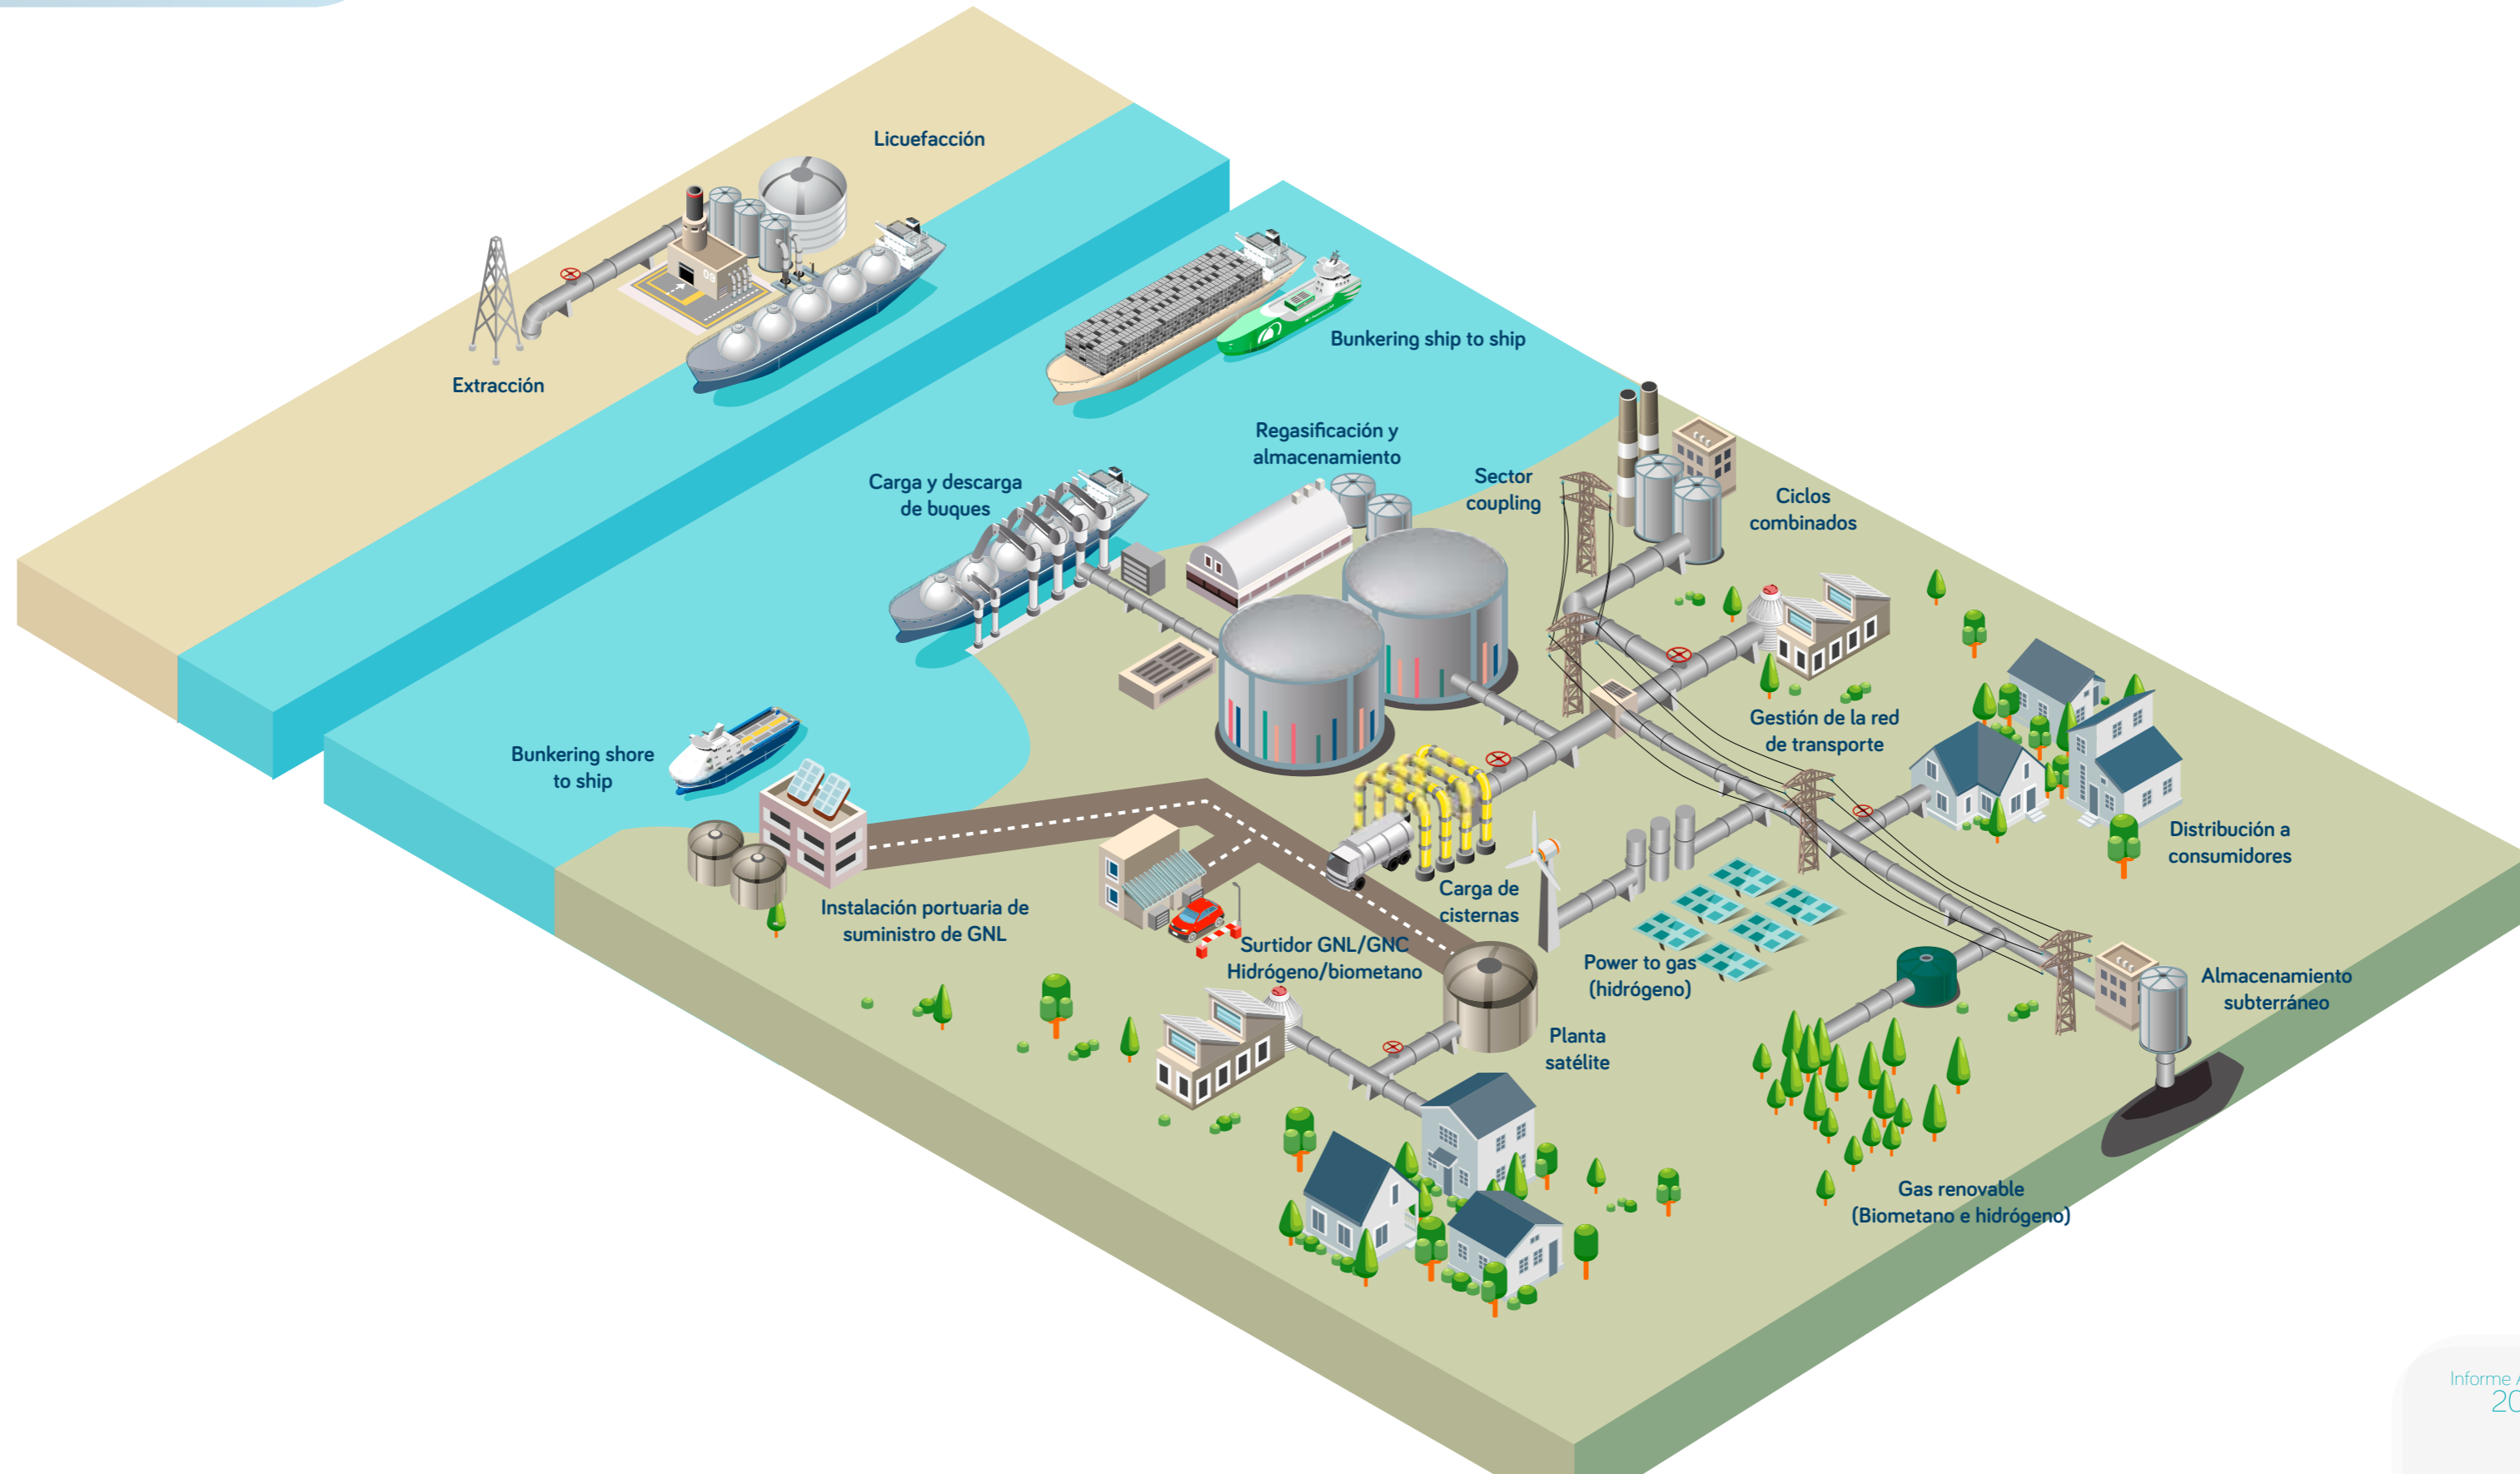 Licuefacción
Extracción
Bunkering ship to ship
Regasificación y
almacenamiento
Sector
coupling
Carga y descarga
de buques
Ciclos
combinados
Gestión de la red
de transporte
Bunkering shore
to ship
Distribución a
consumidores
Carga de
cisternas
Instalación portuaria de
suministro de GNL
Surtidor GNL/GNC
Hidrógeno/biometano
Power to gas
(hidrógeno)
Almacenamiento
subterráneo
Planta
satélite
Gas renovable
(Biometano e hidrógeno)
Informe
20